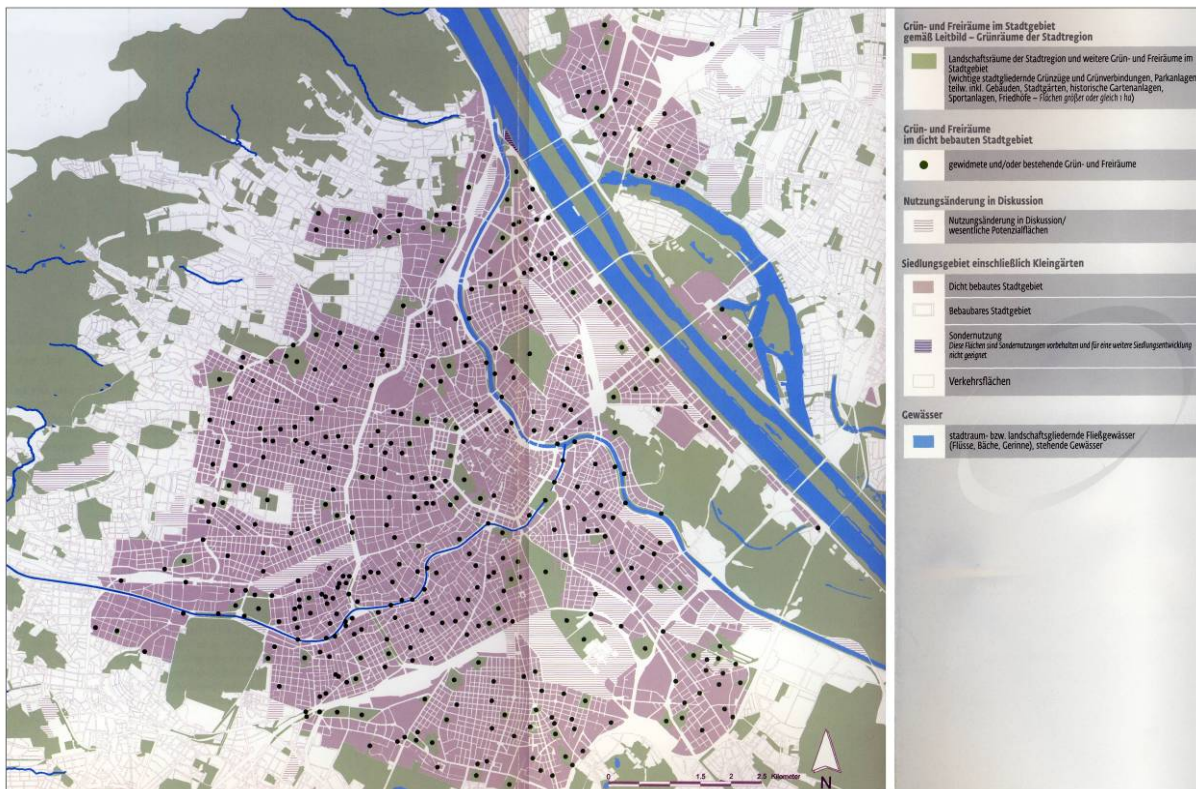 Grün- und Freiräume im Stadtgebiet
gemäß Leitbild – Grünräume der Stadtregion
Landschaftsräume der Stadtregion und weitere Grün- und Freiräume im
Stadtgebiet
(wichtige stadtgliedernde Grünzüge und Grünverbindungen, Parkanlagen
teilw. inkl. Gebäuden, Stadtgärten, historische Gartenanlagen,
Sportanlagen, Friedhöfe – Flächen größer oder gleich 1 ha)
Grün- und Freiräume
im dicht bebauten Stadtgebiet
gewidmete und/oder bestehende Grün- und Freiräume
Nutzungsänderung in Diskussion
Nutzungsänderung in Diskussion/
wesentliche Potenzialflächen
Siedlungsgebiet einschließlich Kleingärten
Dicht bebautes Stadtgebiet
Bebaubares Stadtgebiet
Sondernutzung
Diese Flächen sind Sondernutzungen vorbehalten und für eine weitere Siedlungsentwicklung
nicht geeignet
Verkehrsflächen
Gewässer
stadtraum- bzw. landschaftsgliedernde Fließgewässer
(Flüsse, Bäche, Gerinne), stehende Gewässer
0 1.5 2 2.5 Kilometer
N